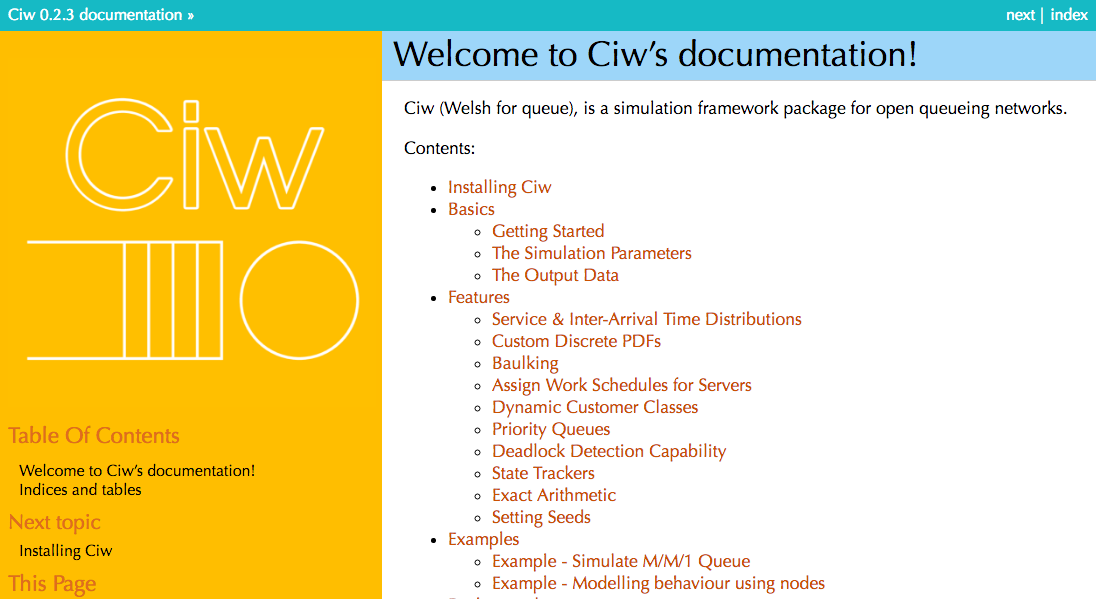 Ciw 0.2.3 documentation »
next | index
Ciw
Table Of Contents
Welcome to Ciw's documentation!
Indices and tables
Next topic
Installing Ciw
This Page
Welcome to Ciw's documentation!
Ciw (Welsh for queue), is a simulation framework package for open queueing networks.
Contents:
Installing Ciw
Basics
Getting Started
The Simulation Parameters
The Output Data
Features
Service & Inter-Arrival Time Distributions
Custom Discrete PDFs
Baulking
Assign Work Schedules for Servers
Dynamic Customer Classes
Priority Queues
Deadlock Detection Capability
State Trackers
Exact Arithmetic
Setting Seeds
Examples
Example - Simulate M/M/1 Queue
Example - Modelling behaviour using nodes